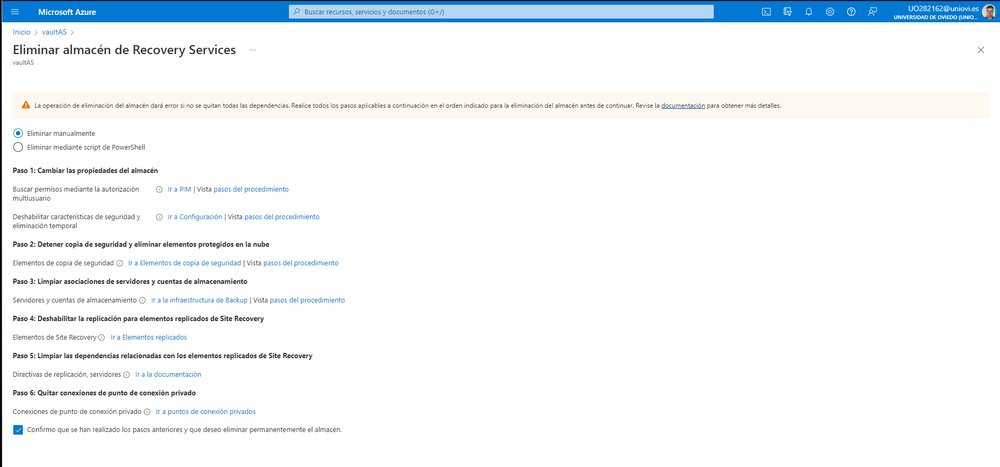 Microsoft Azure
Buscar recursos, servicios y documentos (G+/)
UO282162@uniovi.es
UNIVERSIDAD DE OVIEDO (UNIO...
Inicio > vaultAS >
Eliminar almacén de Recovery Services ...
vaultAS
La operación de eliminación del almacén dará error si no se quitan todas las dependencias. Realice todos los pasos aplicables a continuación en el orden indicado para la eliminación del almacén antes de continuar. Revise la documentación para obtener más detalles.
Eliminar manualmente
Eliminar mediante script de PowerShell
Paso 1: Cambiar las propiedades del almacén
Buscar permisos mediante la autorización
multiusuario
Ir a PIM | Vista pasos del procedimiento
Deshabilitar características de seguridad y
eliminación temporal
Ir a Configuración | Vista pasos del procedimiento
Paso 2: Detener copia de seguridad y eliminar elementos protegidos en la nube
Elementos de copia de seguridad Ir a Elementos de copia de seguridad | Vista pasos del procedimiento
Paso 3: Limpiar asociaciones de servidores y cuentas de almacenamiento
Servidores y cuentas de almacenamiento Ir a la infraestructura de Backup | Vista pasos del procedimiento
Paso 4: Deshabilitar la replicación para elementos replicados de Site Recovery
Elementos de Site Recovery Ir a Elementos replicados
Paso 5: Limpiar las dependencias relacionadas con los elementos replicados de Site Recovery
Directivas de replicación, servidores Ir a la documentación
Paso 6: Quitar conexiones de punto de conexión privado
Conexiones de punto de conexión privado Ir a puntos de conexión privados
Confirmo que se han realizado los pasos anteriores y que deseo eliminar permanentemente el almacén.